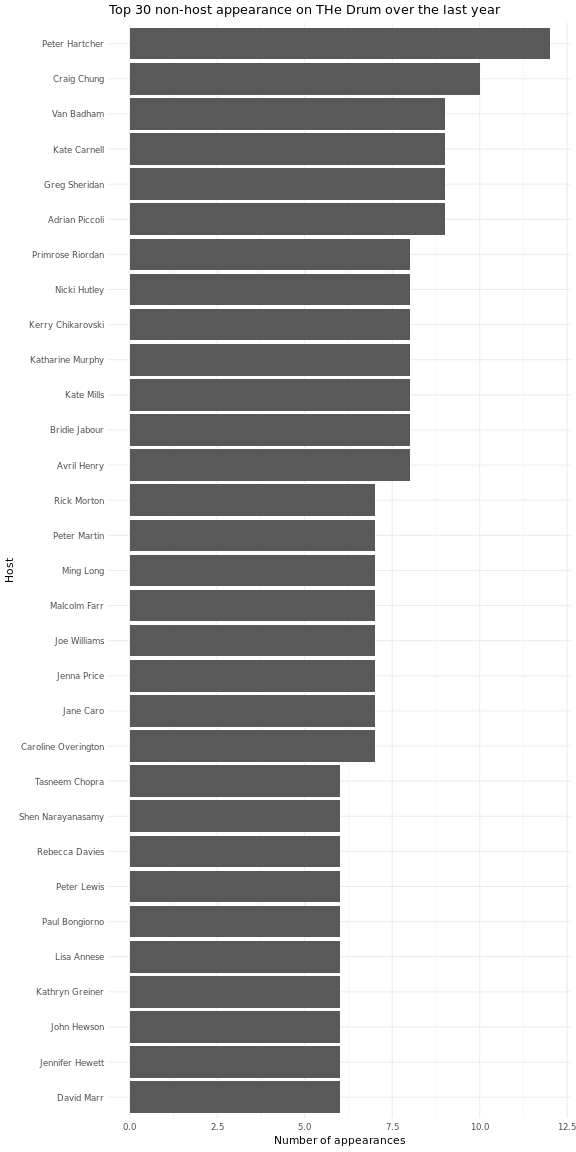 Top 30 non-host appearance on THe Drum over the last year
Peter Hartcher
Craig Chung
Van Badham
Kate Carnell
Greg Sheridan
Adrian Piccoli
Primrose Riordan
Nicki Hutley
Kerry Chikarovski
Katharine Murphy
Kate Mills
Bridie Jabour
Avril Henry
Rick Morton
Peter Martin
Ming Long
Malcolm Farr
Joe Williams
Jenna Price
Jane Caro
Caroline Overington
Tasneem Chopra
Shen Narayanasamy
Rebecca Davies
Peter Lewis
Paul Bongiorno
Lisa Annese
Kathryn Greiner
John Hewson
Jennifer Hewett
David Marr
Host
0.0 2.5 5.0 7.5 10.0 12.5
Number of appearances